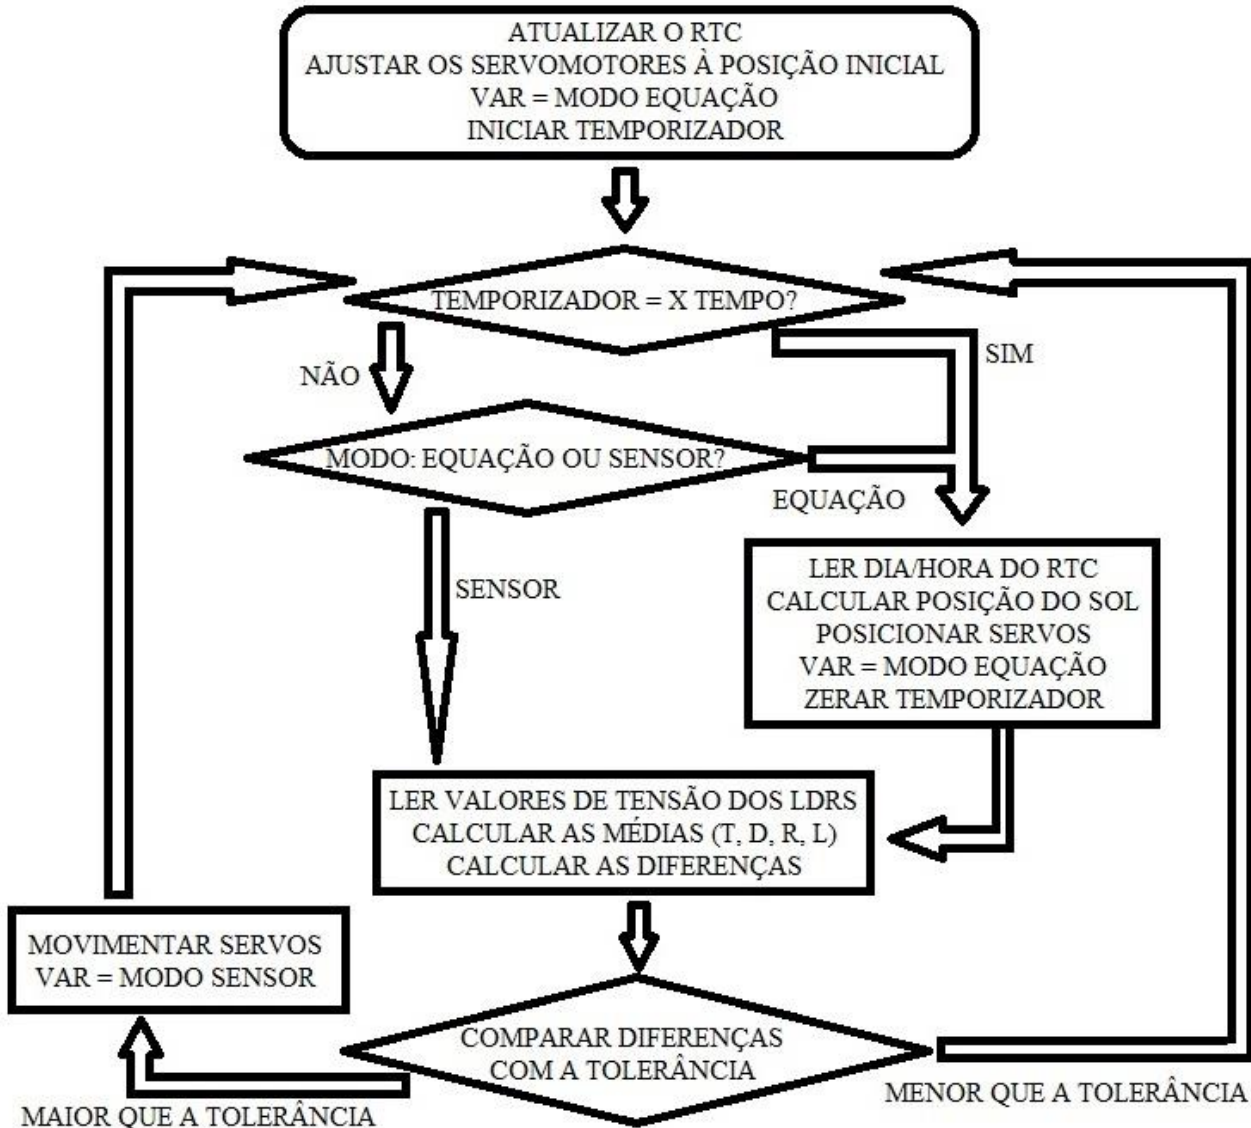 ATUALIZAR O RTC
AJUSTAR OS SERVOMOTORES À POSIÇÃO INICIAL
VAR = MODO EQUAÇÃO
INICIAR TEMPORIZADOR
TEMPORIZADOR = X TEMPO?
SIM
NÃO
MODO: EQUAÇÃO OU SENSOR?
EQUAÇÃO
SENSOR
LER DIA/HORA DO RTC
CALCULAR POSIÇÃO DO SOL
POSICIONAR SERVOS
VAR = MODO EQUAÇÃO
ZERAR TEMPORIZADOR
LER VALORES DE TENSÃO DOS LDRS
CALCULAR AS MÉDIAS (T, D, R, L)
CALCULAR AS DIFERENÇAS
MOVIMENTAR SERVOS
VAR = MODO SENSOR
COMPARAR DIFERENÇAS
COM A TOLERÂNCIA
MENOR QUE A TOLERÂNCIA
MAIOR QUE A TOLERÂNCIA